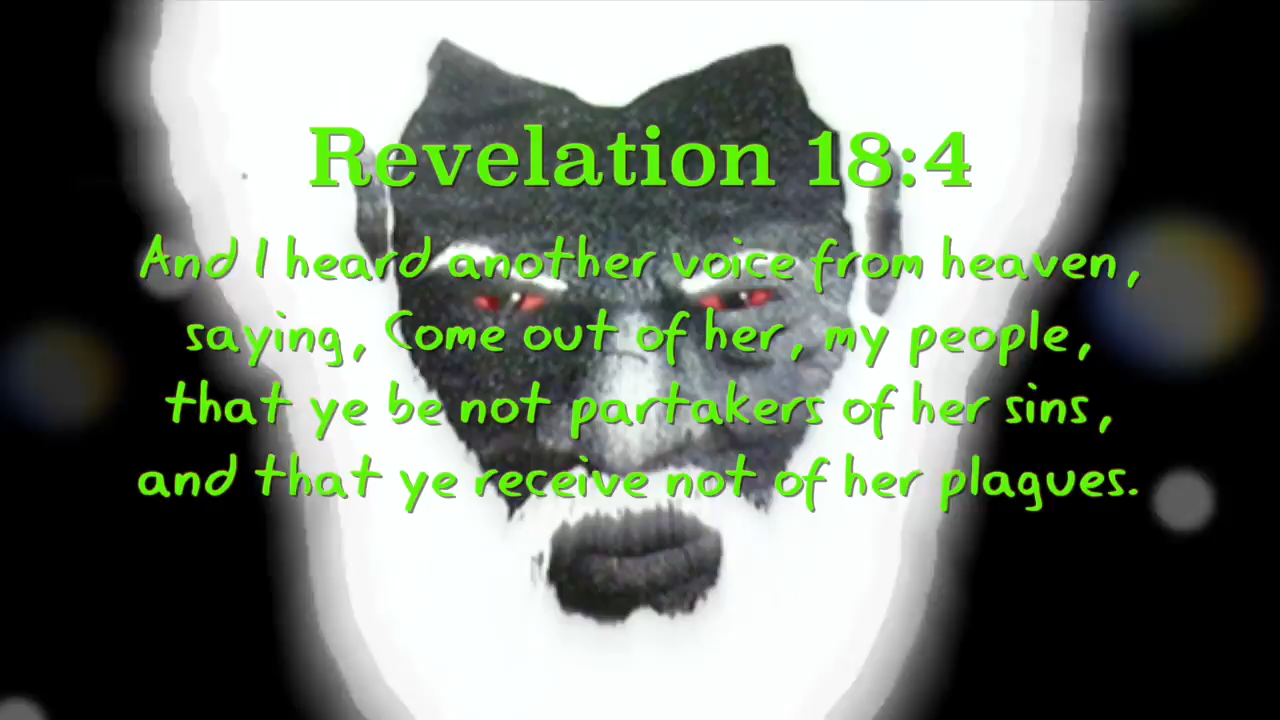 Revelation 18:4
And I heard another voice from heaven,
saying, Come out of her, my people,
that ye be not partakers of her sins,
and that ye receive not of her plagues.